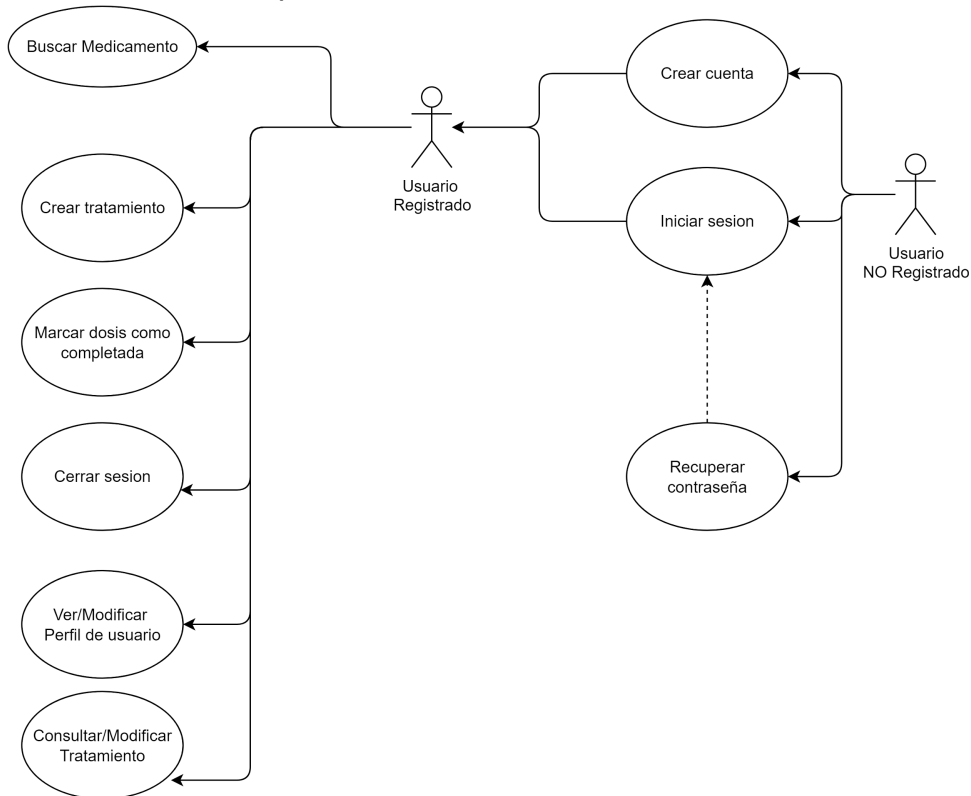 Buscar Medicamento
Crear tratamiento
Marcar dosis como
completada
Cerrar sesion
Ver/Modificar
Perfil de usuario
Consultar/Modificar
Tratamiento
Usuario
Registrado
Crear cuenta
Iniciar sesion
Recuperar
contraseña
Usuario
NO Registrado